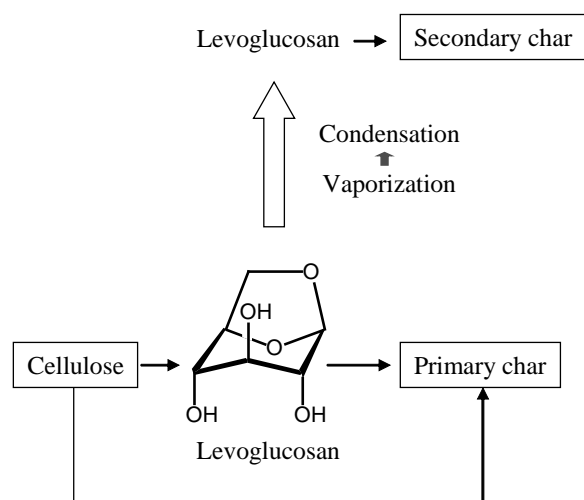 Levoglucosan
Secondary char
Condensation
Vaporization
O
OH
O
Cellulose
Primary char
OH
OH
Levoglucosan